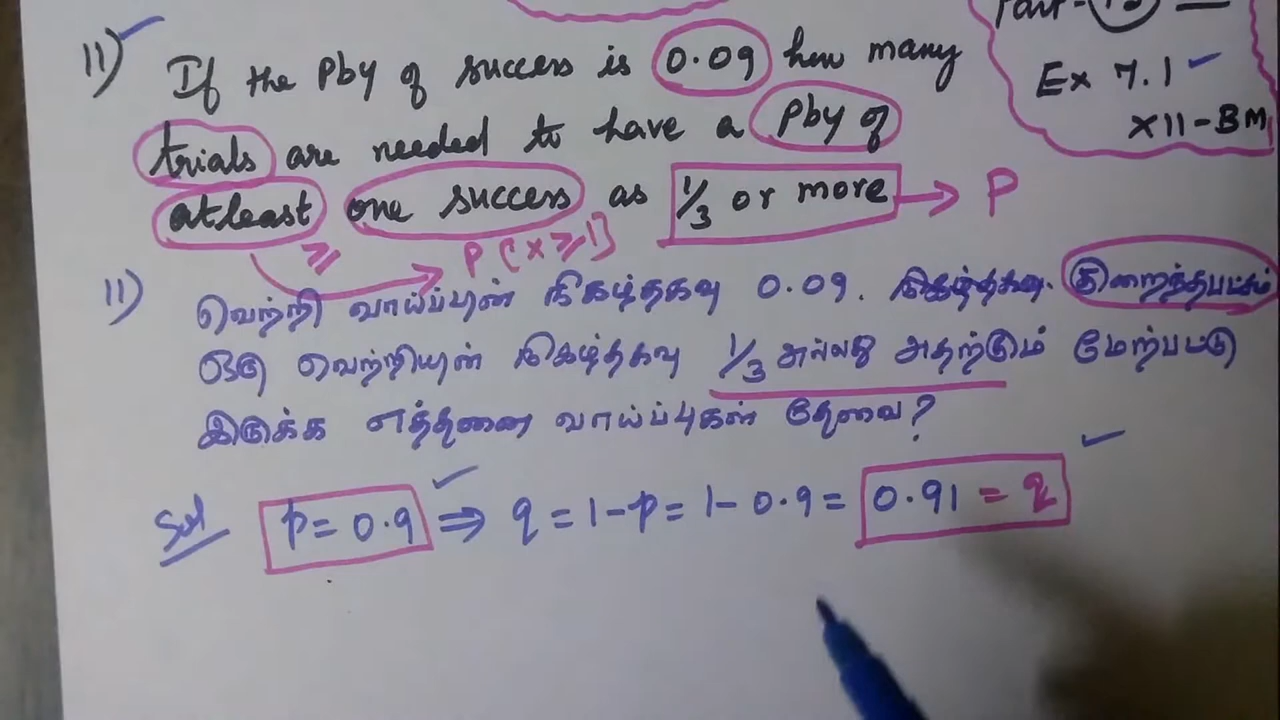 Part-
Ex 7.1
XII-BM
11) If the Pby of success is 0.09 how many
trials are needed to have a Pby of
atleast one success as 1/3 or more → P
≥ P(X≥1)
11) வெற்றி வாய்ப்புன் நிகழ்தகவு 0.09. நிகழ்தகவு. குறைந்தபட்சம்
ஒரு வெற்றியுன் நிகழ்தகவு 1/3 அல்லது அதற்கும் மேற்பட்டு
இருக்க எத்தனை வாய்ப்புகள் தேவை?
Sol p = 0.9 ⇒ q = 1-p = 1-0.9 = 0.91 = q